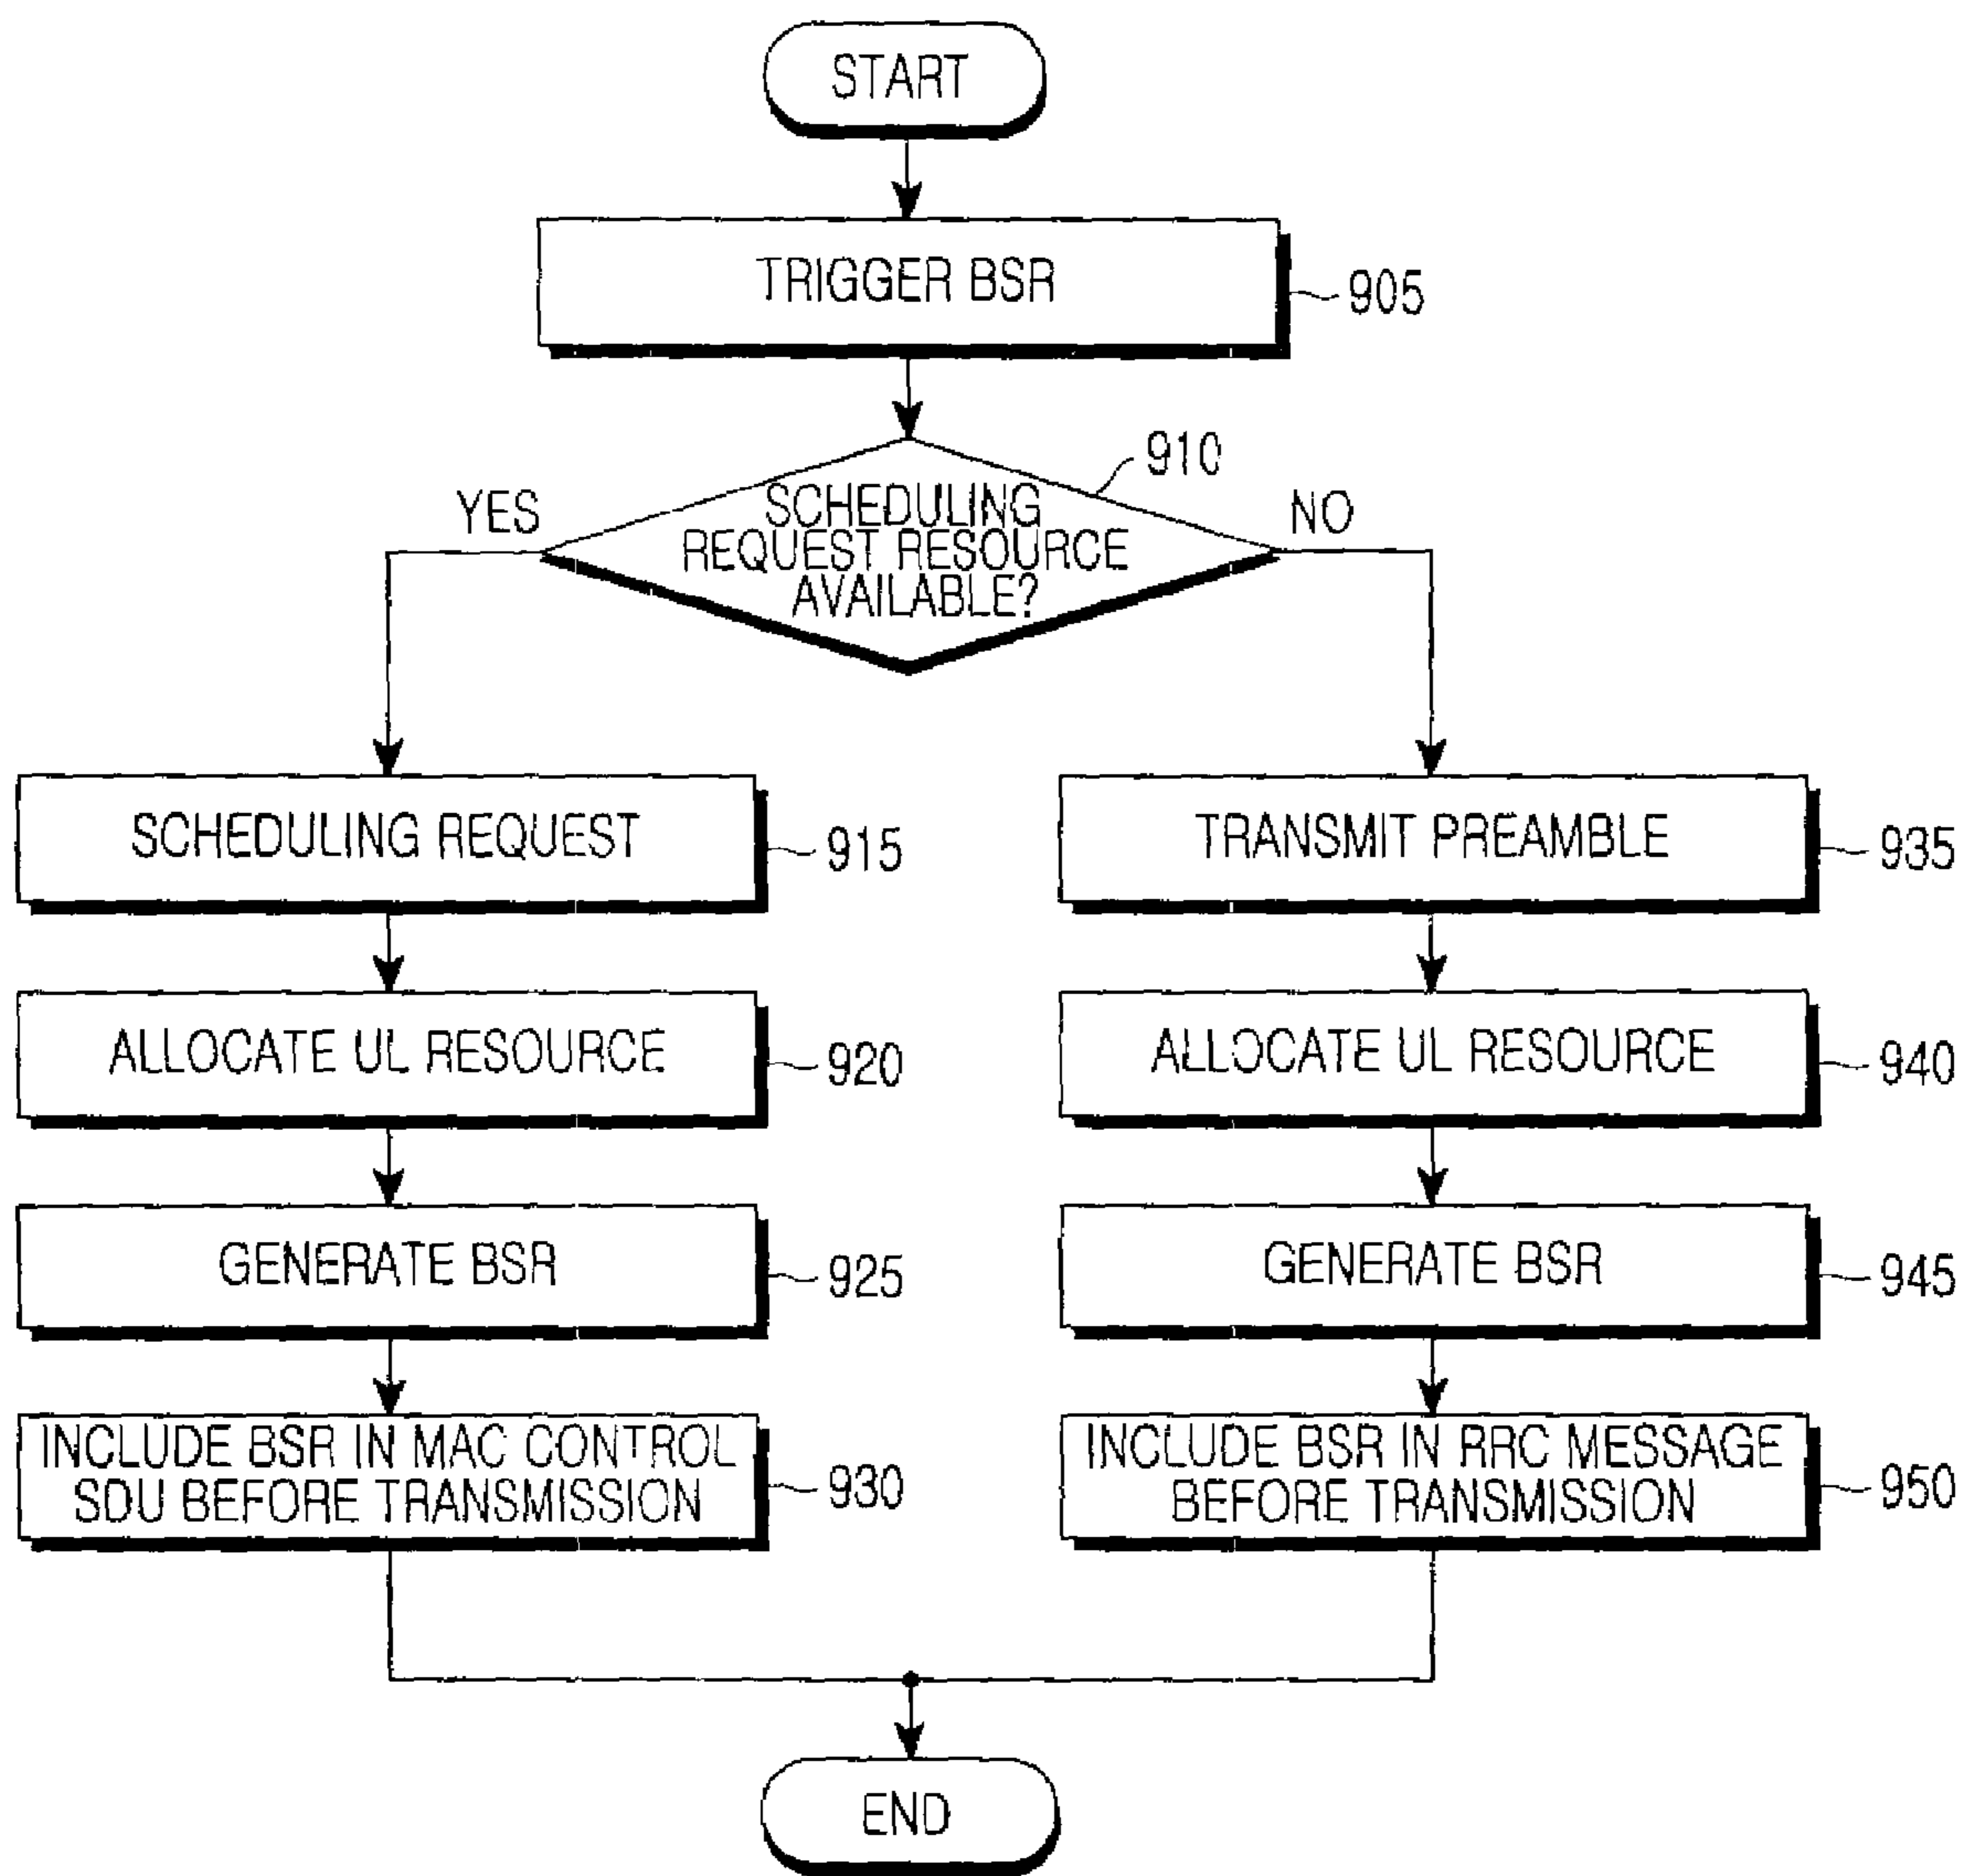 START
TRIGGER BSR
905
910
YES
SCHEDULING
REQUEST RESOURCE
AVAILABLE?
NO
SCHEDULING REQUEST
915
ALLOCATE UL RESOURCE
920
GENERATE BSR
925
INCLUDE BSR IN MAC CONTROL
SDU BEFORE TRANSMISSION
930
TRANSMIT PREAMBLE
935
ALLOCATE UL RESOURCE
940
GENERATE BSR
945
INCLUDE BSR IN RRC MESSAGE
BEFORE TRANSMISSION
950
END